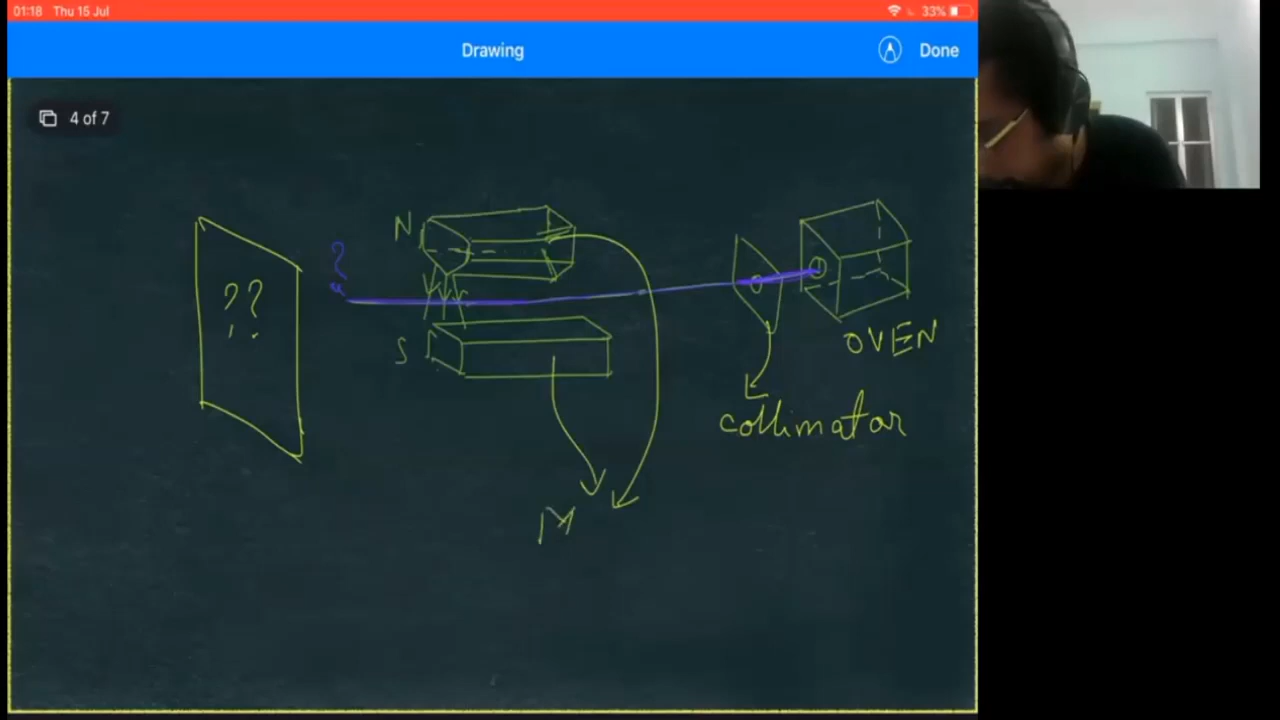 01:18 Thu 15 Jul 33%
Drawing Done
4 of 7
N
?
??
S
OVEN
collimator
M